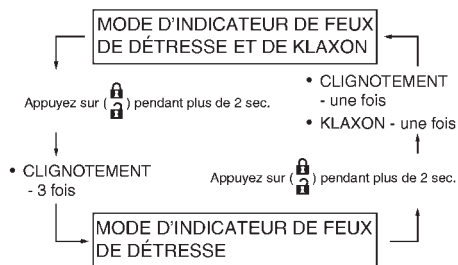 MODE D'INDICATEUR DE FEUX
DE DÉTRESSE ET DE KLAXON
Appuyez sur ( ) pendant plus de 2 sec.
• CLIGNOTEMENT
- 3 fois
MODE D'INDICATEUR DE FEUX
DE DÉTRESSE
Appuyez sur ( ) pendant plus de 2 sec.
• CLIGNOTEMENT
- une fois
• KLAXON - une fois